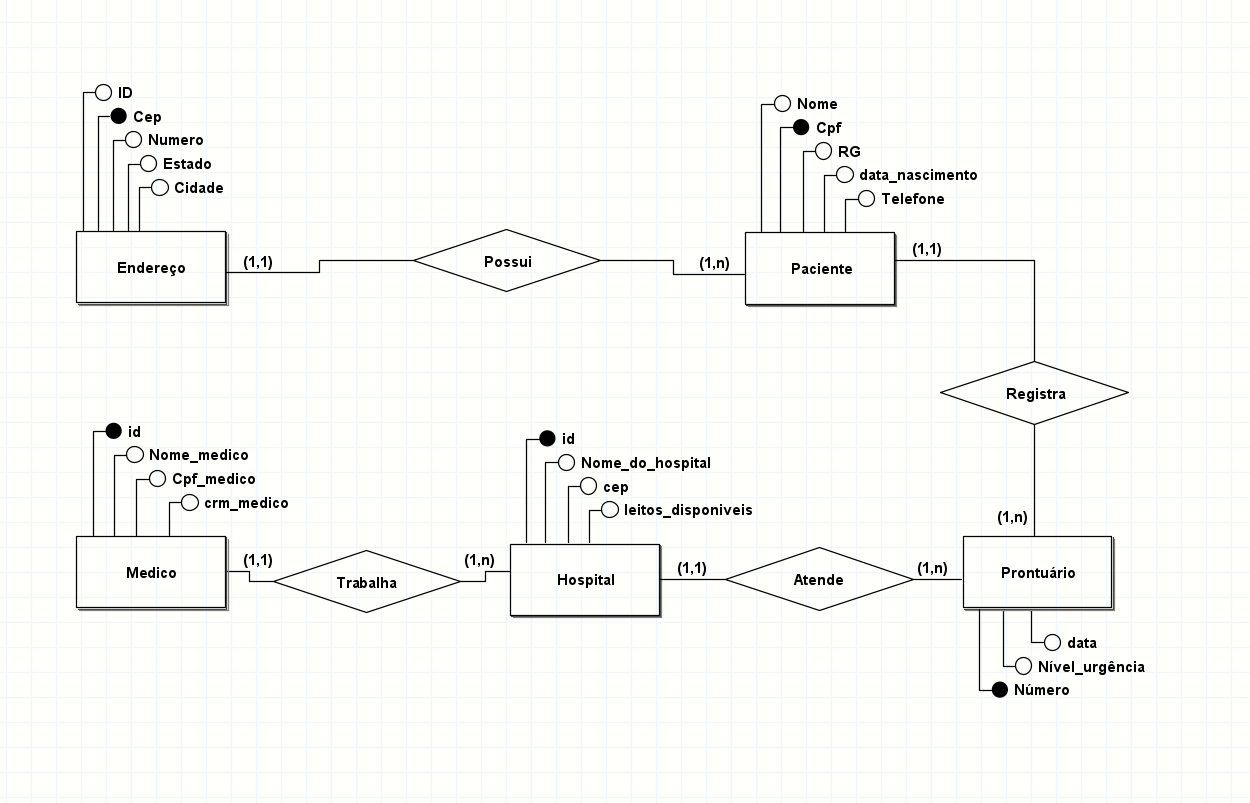 ID
Cep
Numero
Estado
Cidade
Endereço
(1,1)
Possui
(1,n)
Nome
Cpf
RG
data_nascimento
Telefone
Paciente
(1,1)
Registra
(1,n)
id
Nome_medico
Cpf_medico
crm_medico
Medico
(1,1)
Trabalha
(1,n)
id
Nome_do_hospital
cep
leitos_disponiveis
Hospital
(1,1)
Atende
(1,n)
Prontuário
data
Nível_urgência
Número